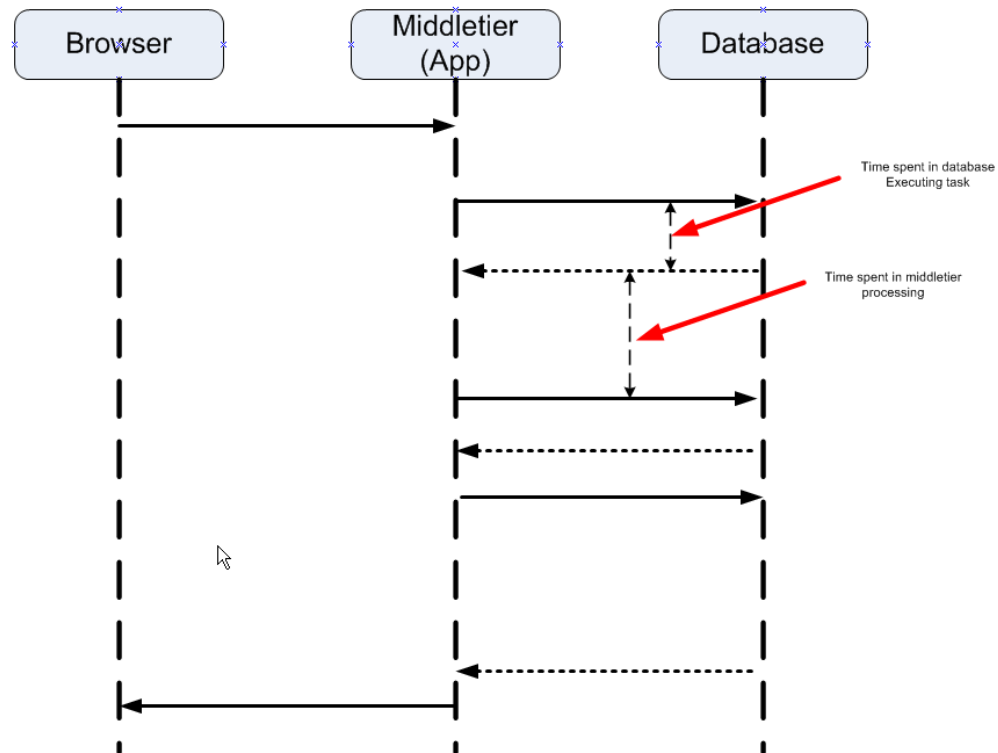 Browser
Middletier
(App)
Database
Time spent in database
Executing task
Time spent in middletier
processing